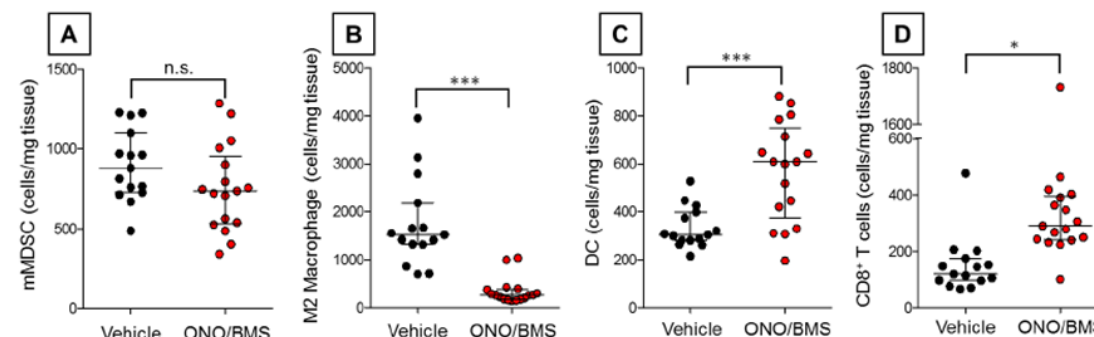 A
mMDSC (cells/mg tissue)
1500
1000
500
0
n.s.
Vehicle
ONO/BMS
B
M2 Macrophage (cells/mg tissue)
5000
4000
3000
2000
1000
0
***
Vehicle
ONO/BMS
C
DC (cells/mg tissue)
1000
800
600
400
200
0
***
Vehicle
ONO/BMS
D
CD8⁺ T cells (cells/mg tissue)
1800
1600
600
400
200
0
*
Vehicle
ONO/BMS